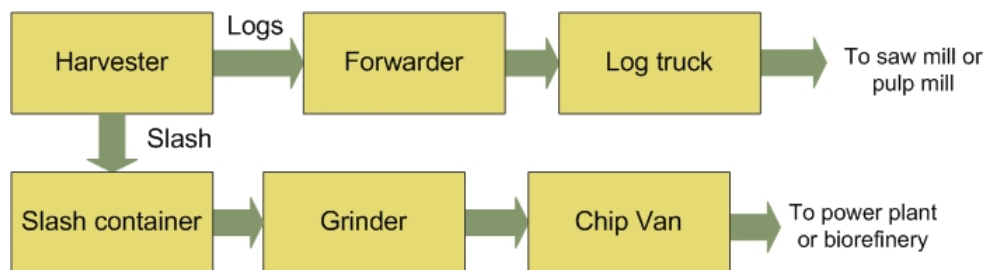 Logs
Harvester
Forwarder
Log truck
To saw mill or
pulp mill
Slash
Slash container
Grinder
Chip Van
To power plant
or biorefinery